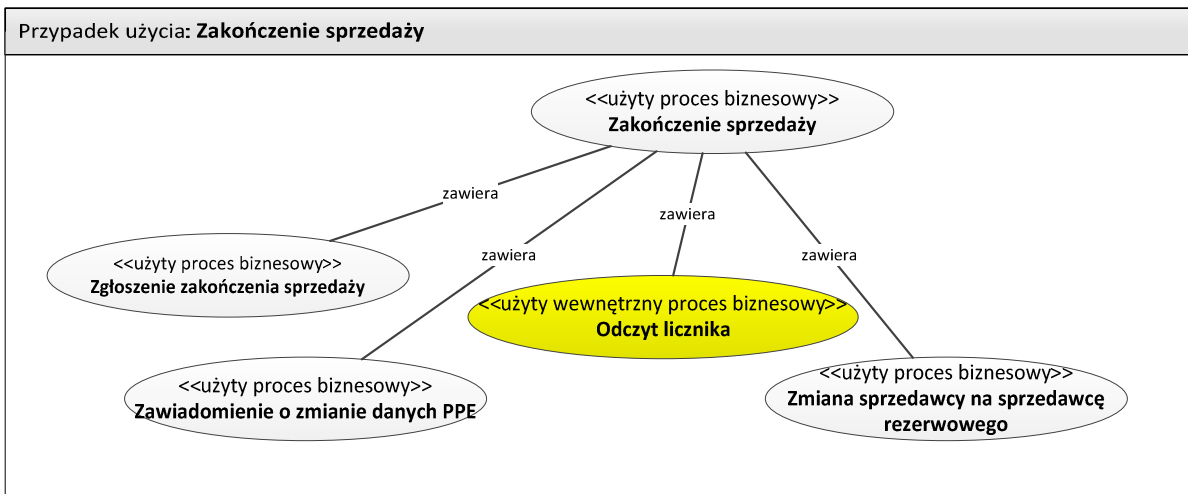 Przypadek użycia: Zakończenie sprzedaży
<<użyty proces biznesowy>>
Zakończenie sprzedaży
zawiera
zawiera
zawiera
zawiera
<<użyty proces biznesowy>>
Zgłoszenie zakończenia sprzedaży
<<użyty wewnętrzny proces biznesowy>>
Odczyt licznika
<<użyty proces biznesowy>>
Zawiadomienie o zmianie danych PPE
<<użyty proces biznesowy>>
Zmiana sprzedawcy na sprzedawcę
rezerwowego